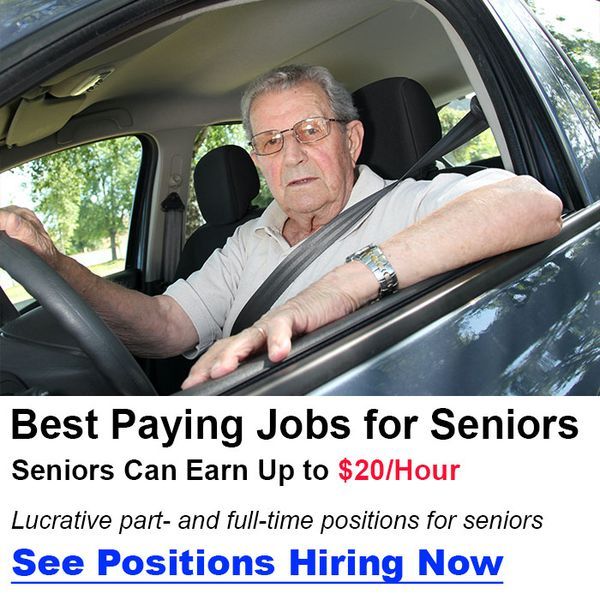 Best Paying Jobs for Seniors
Seniors Can Earn Up to $20/Hour
Lucrative part- and full-time positions for seniors
See Positions Hiring Now